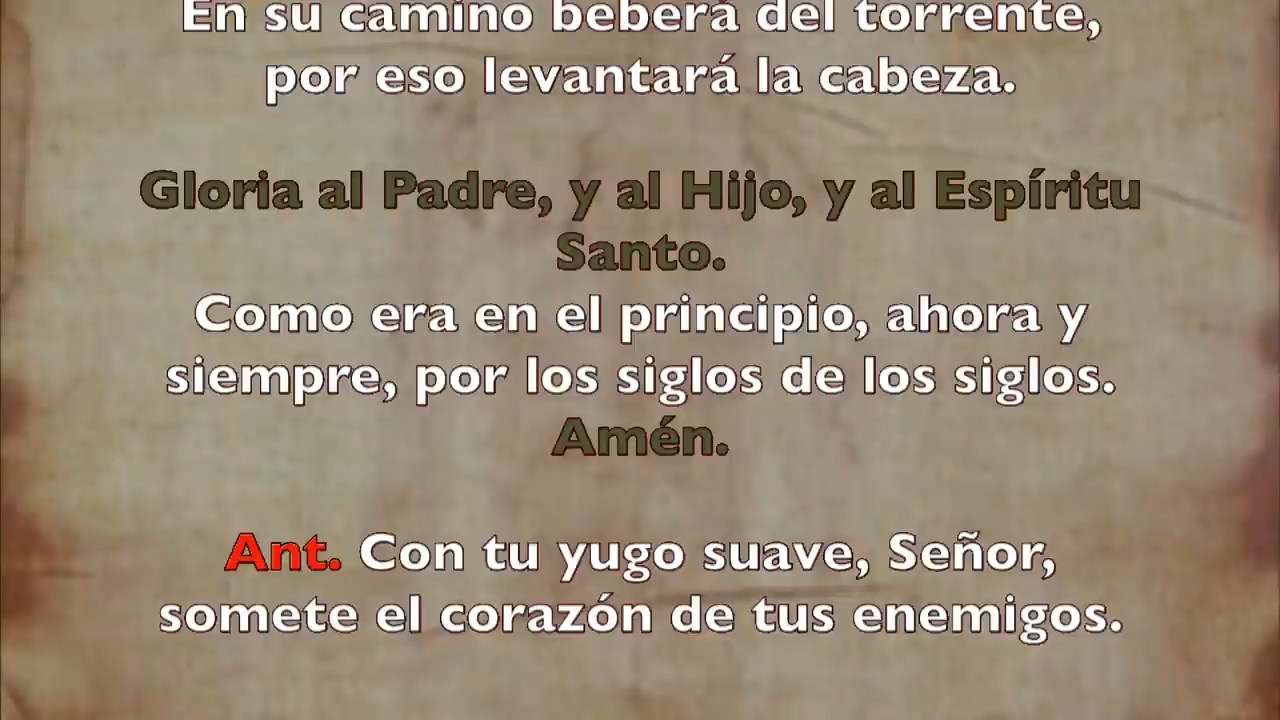 En su camino beberá del torrente,
por eso levantará la cabeza.
Gloria al Padre, y al Hijo, y al Espíritu
Santo.
Como era en el principio, ahora y
siempre, por los siglos de los siglos.
Amén.
Ant. Con tu yugo suave, Señor,
somete el corazón de tus enemigos.